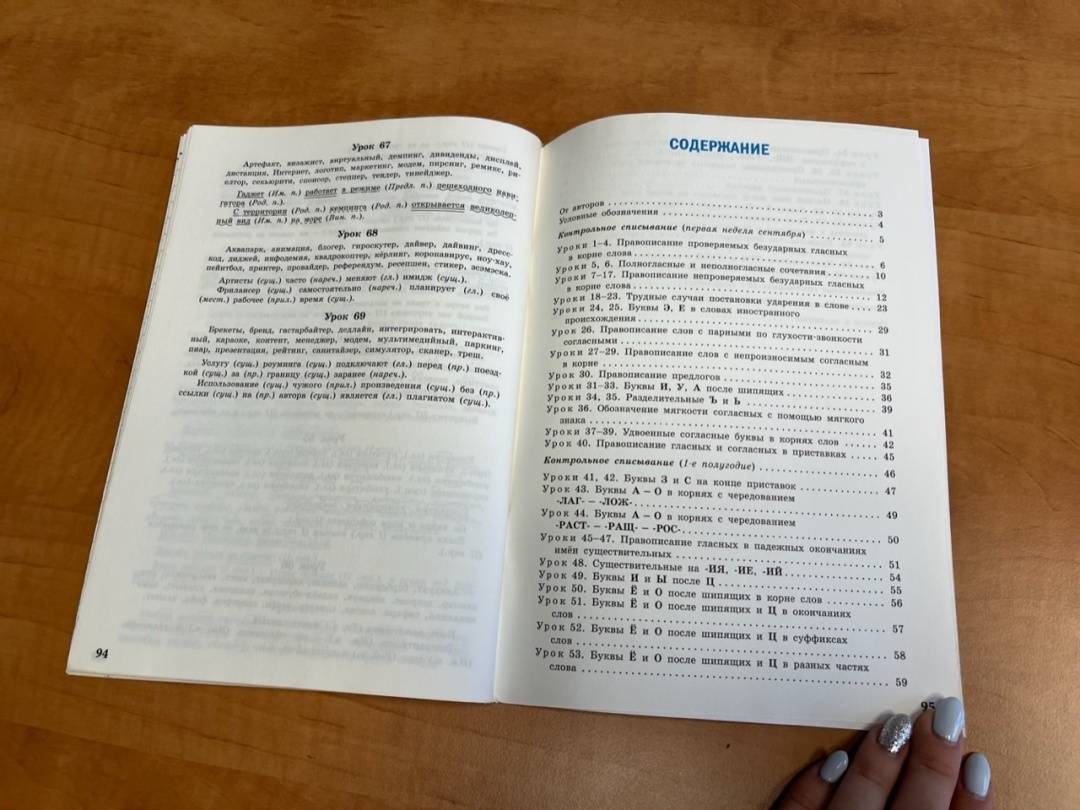 Урок 67
Артефакт, визажист, виртуальный, демпинг, дивиденды, дисплей,
дистанция, Интернет, логотип, маркетинг, модем, пирсинг, ремикс, ри-
елтор, секьюрити, спонсор, степпер, тендер, тинейджер.
Гаджет (Им. п.) работает в режиме (Предл. п.) пешеходного нави-
гатора (Род. п.).
С территории (Род. п.) кемпинга (Род. п.) открывается великолеп-
ный вид (Им. п.) на море (Вин. п.).
Урок 68
Аквапарк, анимация, блогер, гироскутер, дайвер, дайвинг, дресс-
код, диджей, инфодемия, квадрокоптер, кёрлинг, коронавирус, ноу-хау,
пейнтбол, принтер, провайдер, референдум, ресепшен, стикер, эсэмэска.
Артисты (сущ.) часто (нареч.) меняют (гл.) имидж (сущ.).
Фрилансер (сущ.) самостоятельно (нареч.) планирует (гл.) своё
(мест.) рабочее (прил.) время (сущ.).
Урок 69
Брекеты, бренд, гастарбайтер, дедлайн, интегрировать, интерактив-
ный, караоке, контент, менеджер, модем, мультимедийный, паркинг,
пиар, презентация, рейтинг, санитайзер, симулятор, сканер, трещ.
Услугу (сущ.) роуминга (сущ.) подключают (гл.) перед (пр.) поезд-
кой (сущ.) за (пр.) границу (сущ.) заранее (нареч.).
Использование (сущ.) чужого (прил.) произведения (сущ.) без (пр.)
ссылки (сущ.) на (пр.) автора (сущ.) является (гл.) плагиатом (сущ.).
94
СОДЕРЖАНИЕ
От авторов 3
Условные обозначения 4
Контрольное списывание (первая неделя сентября) 5
Уроки 1–4. Правописание проверяемых безударных гласных
в корне слова 6
Уроки 5, 6. Полногласные и неполногласные сочетания 10
Уроки 7–17. Правописание непроверяемых безударных гласных
в корне слова 12
Уроки 18–23. Трудные случаи постановки ударения в слове 23
Уроки 24, 25. Буквы Э, Е в словах иностранного
происхождения 29
Урок 26. Правописание слов с парными по глухости-звонкости
согласными 31
Уроки 27–29. Правописание слов с непроизносимым согласным
в корне 32
Урок 30. Правописание предлогов 35
Уроки 31–33. Буквы И, У, А после шипящих 36
Уроки 34, 35. Разделительные Ъ и Ь 39
Урок 36. Обозначение мягкости согласных с помощью мягкого
знака 41
Уроки 37–39. Удвоенные согласные буквы в корнях слов 42
Урок 40. Правописание гласных и согласных в приставках 45
Контрольное списывание (1-е полугодие) 46
Уроки 41, 42. Буквы З и С на конце приставок 47
Урок 43. Буквы А – О в корнях с чередованием
-ЛАГ- – -ЛОЖ- 49
Урок 44. Буквы А – О в корнях с чередованием
-РАСТ- – -РАЩ- – -РОС- 50
Уроки 45–47. Правописание гласных в падежных окончаниях
имён существительных 51
Урок 48. Существительные на -ИЯ, -ИЕ, -ИЙ 54
Урок 49. Буквы И и Ы после Ц 55
Урок 50. Буквы Ё и О после шипящих в корне слов 56
Урок 51. Буквы Ё и О после шипящих и Ц в окончаниях
слов 57
Урок 52. Буквы Ё и О после шипящих и Ц в суффиксах
слов 58
Урок 53. Буквы Ё и О после шипящих и Ц в разных частях
слова 59
95